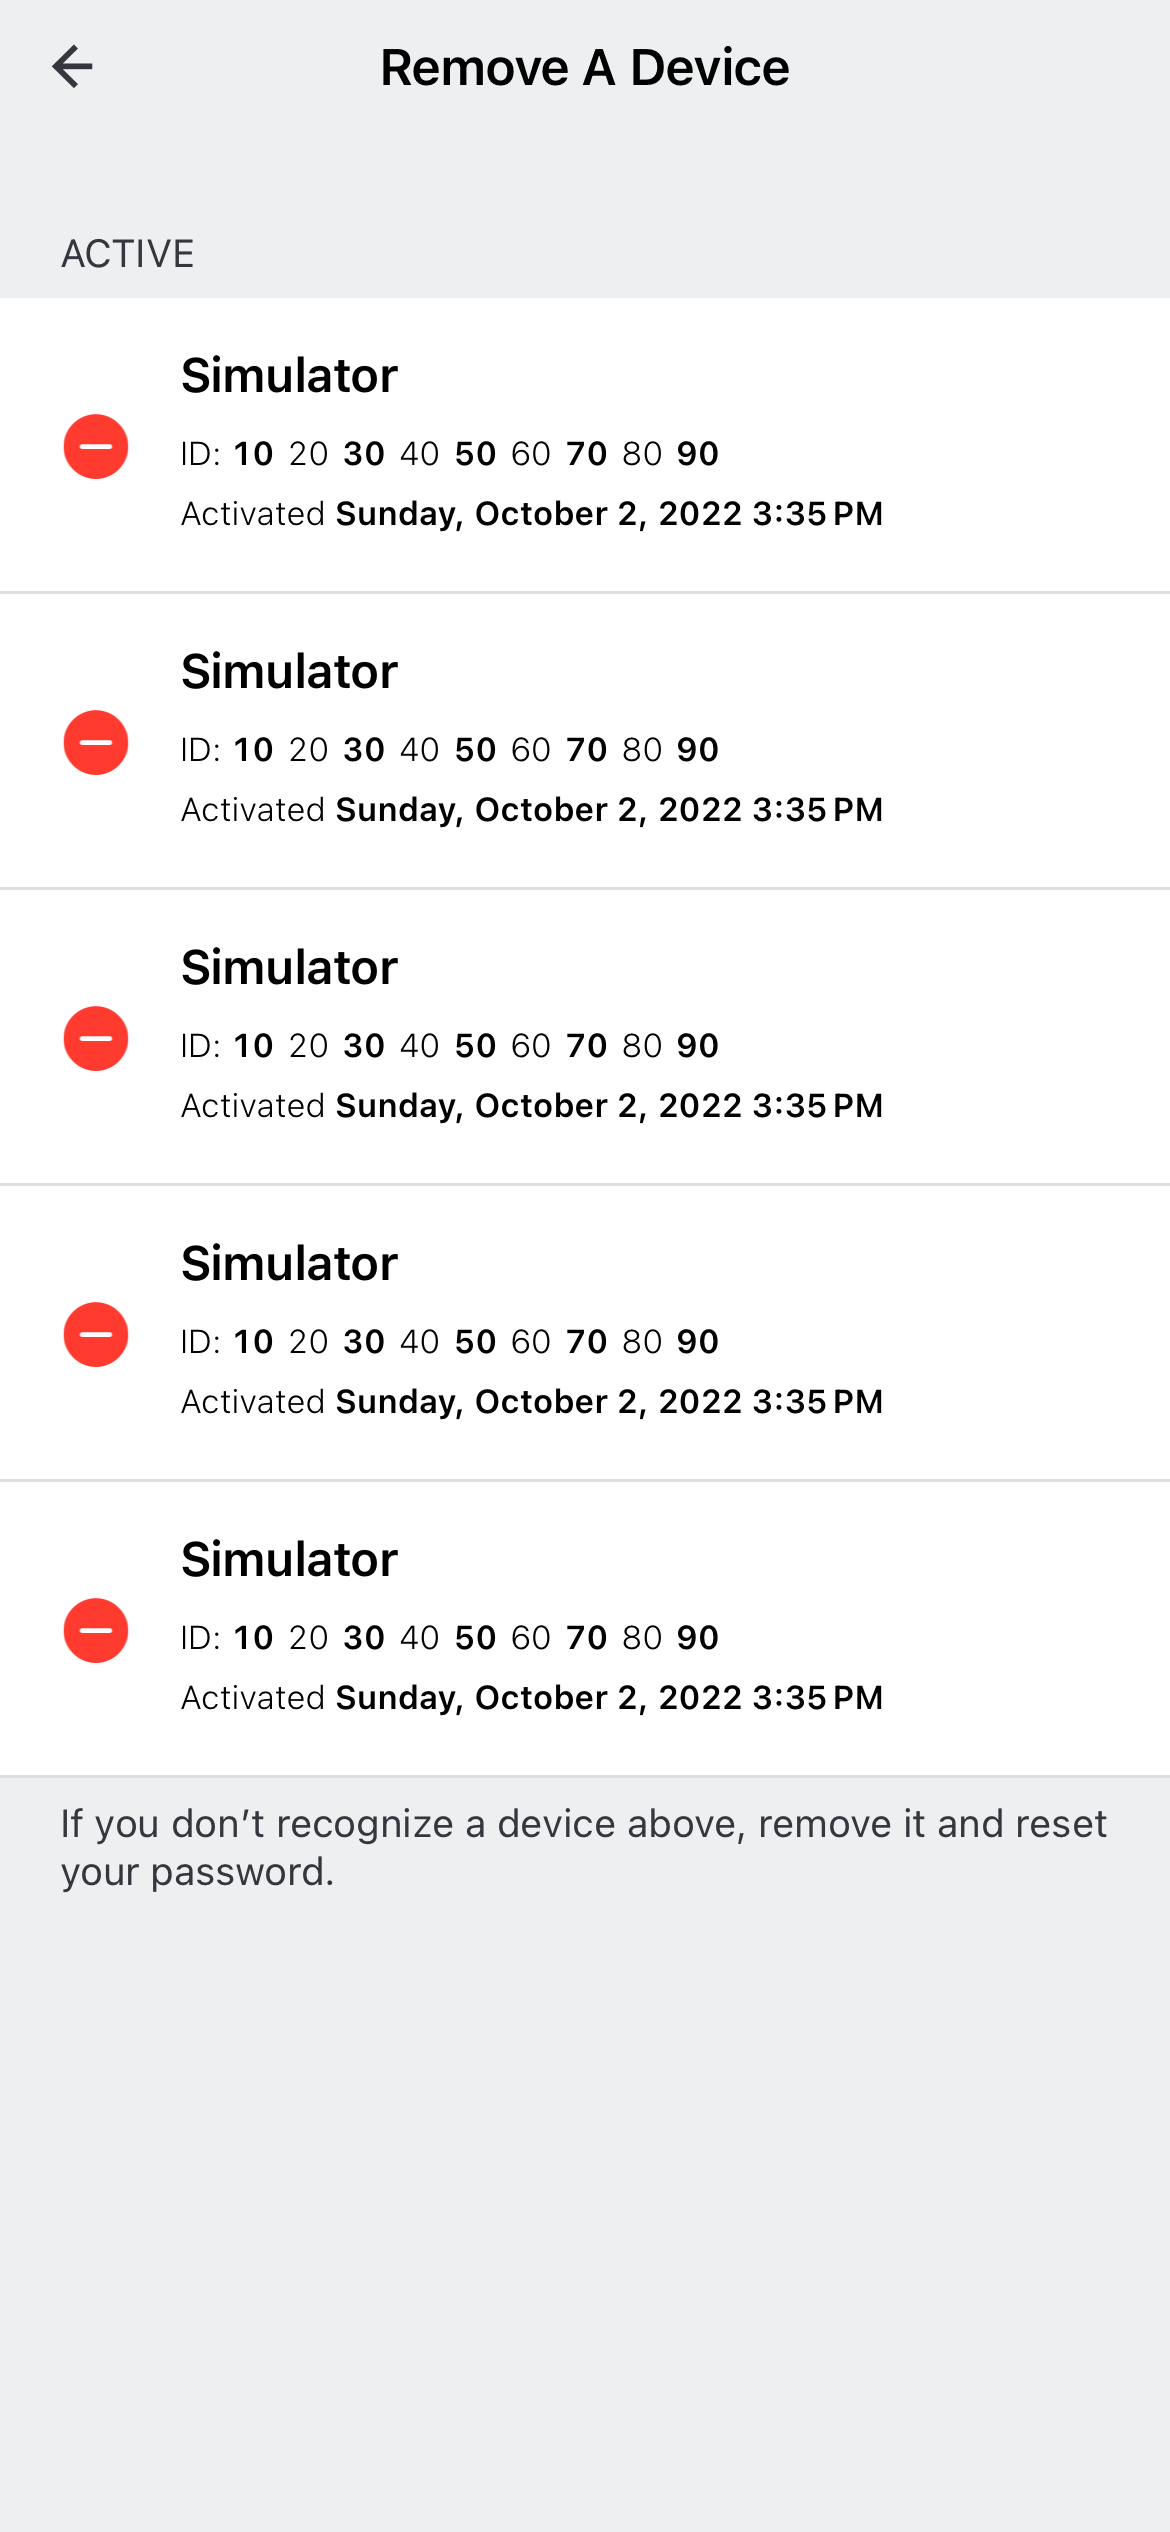 Remove A Device
ACTIVE
Simulator
ID: 10 20 30 40 50 60 70 80 90
Activated Sunday, October 2, 2022 3:35 PM
Simulator
ID: 10 20 30 40 50 60 70 80 90
Activated Sunday, October 2, 2022 3:35 PM
Simulator
ID: 10 20 30 40 50 60 70 80 90
Activated Sunday, October 2, 2022 3:35 PM
Simulator
ID: 10 20 30 40 50 60 70 80 90
Activated Sunday, October 2, 2022 3:35 PM
Simulator
ID: 10 20 30 40 50 60 70 80 90
Activated Sunday, October 2, 2022 3:35 PM
If you don’t recognize a device above, remove it and reset
your password.